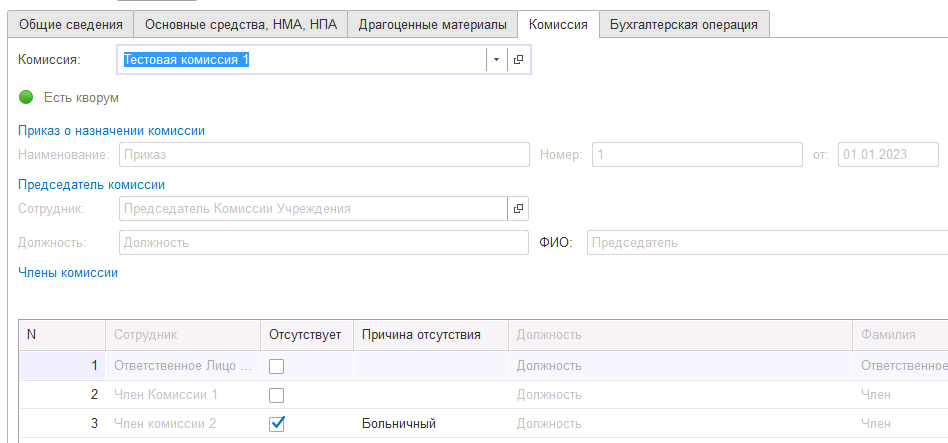 Общие сведения Основные средства, НМА, НПА Драгоценные материалы Комиссия Бухгалтерская операция
Комиссия: Тестовая комиссия 1
Есть кворум
Приказ о назначении комиссии
Наименование: Приказ Номер: 1 от: 01.01.2023
Председатель комиссии
Сотрудник: Председатель Комиссии Учреждения
Должность: Должность ФИО: Председатель
Члены комиссии
N Сотрудник Отсутствует Причина отсутствия Должность Фамилия
1 Ответственное Лицо ... Должность Ответственное
2 Член Комиссии 1 Должность Член
3 Член комиссии 2 Больничный Должность Член